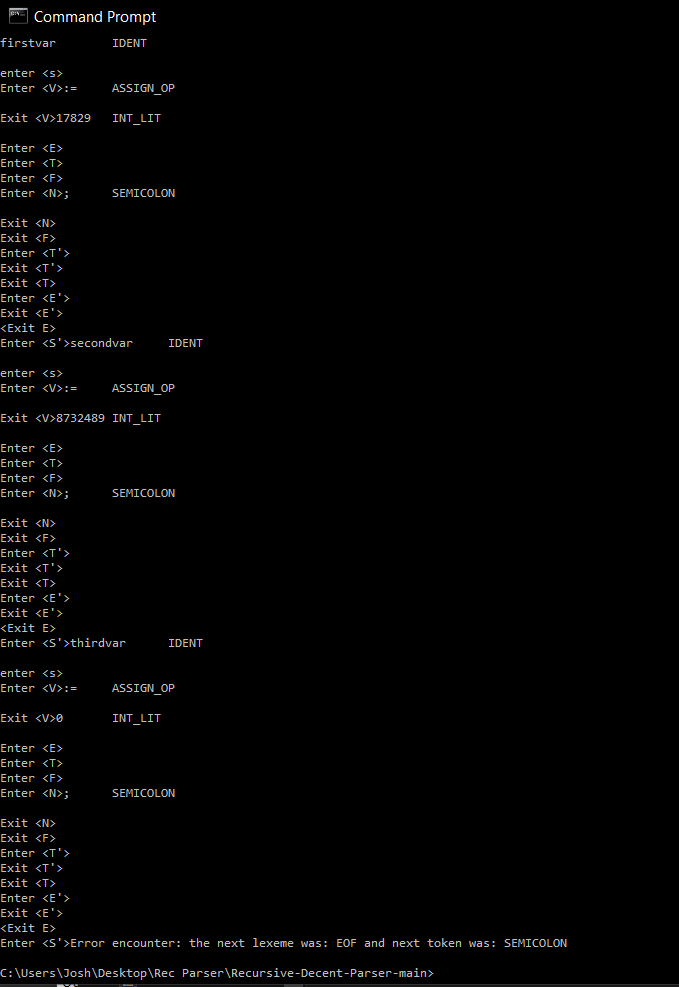 Command Prompt
firstvar IDENT
enter <s>
Enter <V>:= ASSIGN_OP
Exit <V>17829 INT_LIT
Enter <E>
Enter <T>
Enter <F>
Enter <N>; SEMICOLON
Exit <N>
Exit <F>
Enter <T'>
Exit <T'>
Exit <T>
Enter <E'>
Exit <E'>
<Exit E>
Enter <S'>secondvar IDENT
enter <s>
Enter <V>:= ASSIGN_OP
Exit <V>8732489 INT_LIT
Enter <E>
Enter <T>
Enter <F>
Enter <N>; SEMICOLON
Exit <N>
Exit <F>
Enter <T'>
Exit <T'>
Exit <T>
Enter <E'>
Exit <E'>
<Exit E>
Enter <S'>thirdvar IDENT
enter <s>
Enter <V>:= ASSIGN_OP
Exit <V>0 INT_LIT
Enter <E>
Enter <T>
Enter <F>
Enter <N>; SEMICOLON
Exit <N>
Exit <F>
Enter <T'>
Exit <T'>
Exit <T>
Enter <E'>
Exit <E'>
<Exit E>
Enter <S'>Error encounter: the next lexeme was: EOF and next token was: SEMICOLON
C:\Users\Josh\Desktop\Rec Parser\Recursive-Decent-Parser-main>